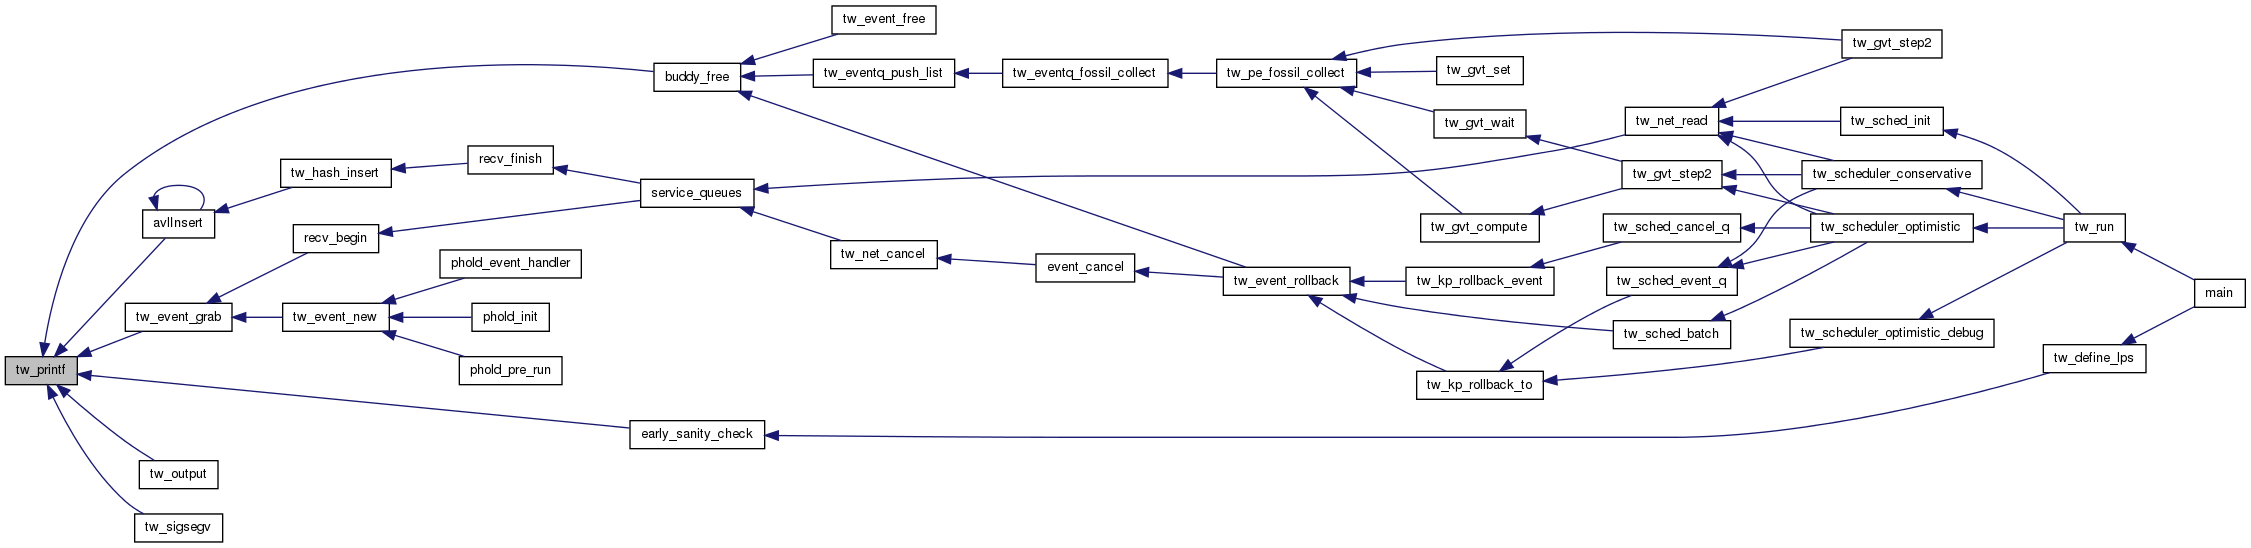 tw_printf
buddy_free
avlInsert
tw_event_grab
early_sanity_check
tw_output
tw_sigsegv
tw_event_free
tw_eventq_push_list
tw_hash_insert
recv_begin
tw_event_new
recv_finish
phold_event_handler
phold_init
phold_pre_run
service_queues
tw_eventq_fossil_collect
tw_net_cancel
event_cancel
tw_pe_fossil_collect
tw_event_rollback
tw_gvt_step2
tw_gvt_set
tw_gvt_wait
tw_gvt_compute
tw_kp_rollback_event
tw_kp_rollback_to
tw_net_read
tw_gvt_step2
tw_sched_cancel_q
tw_sched_event_q
tw_sched_batch
tw_sched_init
tw_scheduler_conservative
tw_scheduler_optimistic
tw_scheduler_optimistic_debug
tw_run
tw_define_lps
main